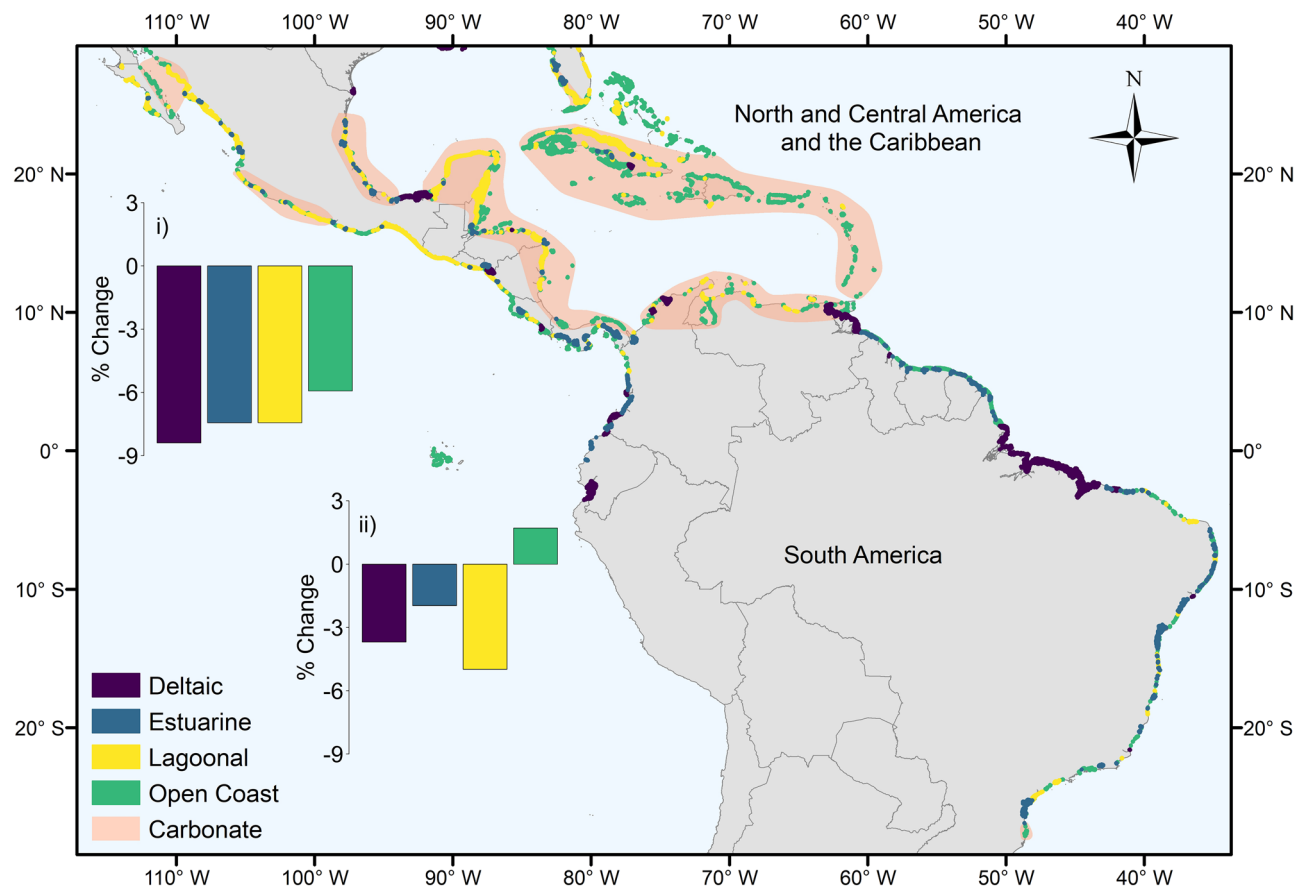 110° W 100° W 90° W 80° W 70° W 60° W 50° W 40° W
N
North and Central America
and the Caribbean
20° N 20° N
3
i)
0
-3
-6
-9
% Change
10° N 10° N
0° 0°
3
ii)
0
-3
-6
-9
% Change
South America
10° S 10° S
Deltaic
Estuarine
20° S 20° S
Lagoonal
Open Coast
Carbonate
110° W 100° W 90° W 80° W 70° W 60° W 50° W 40° W